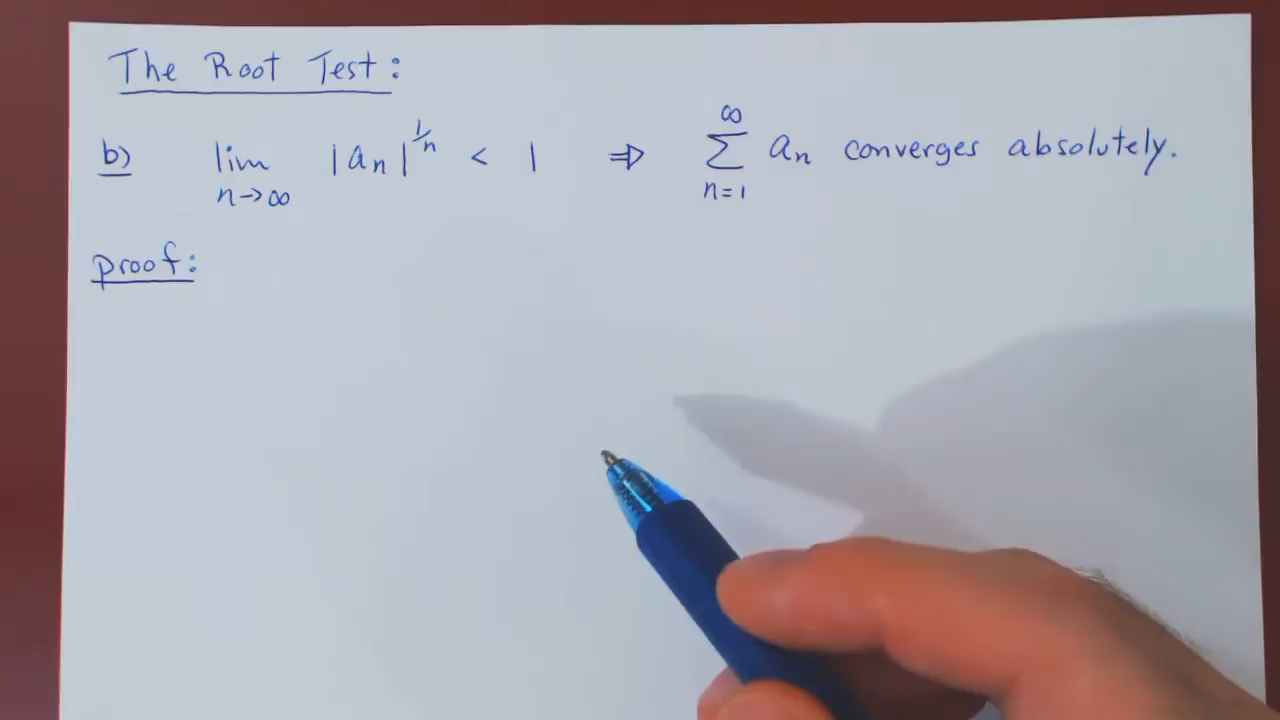 The Root Test:
b) lim n→∞ |an|^1/n < 1 ⇒ ∑ n=1 ∞ an converges absolutely.
proof: